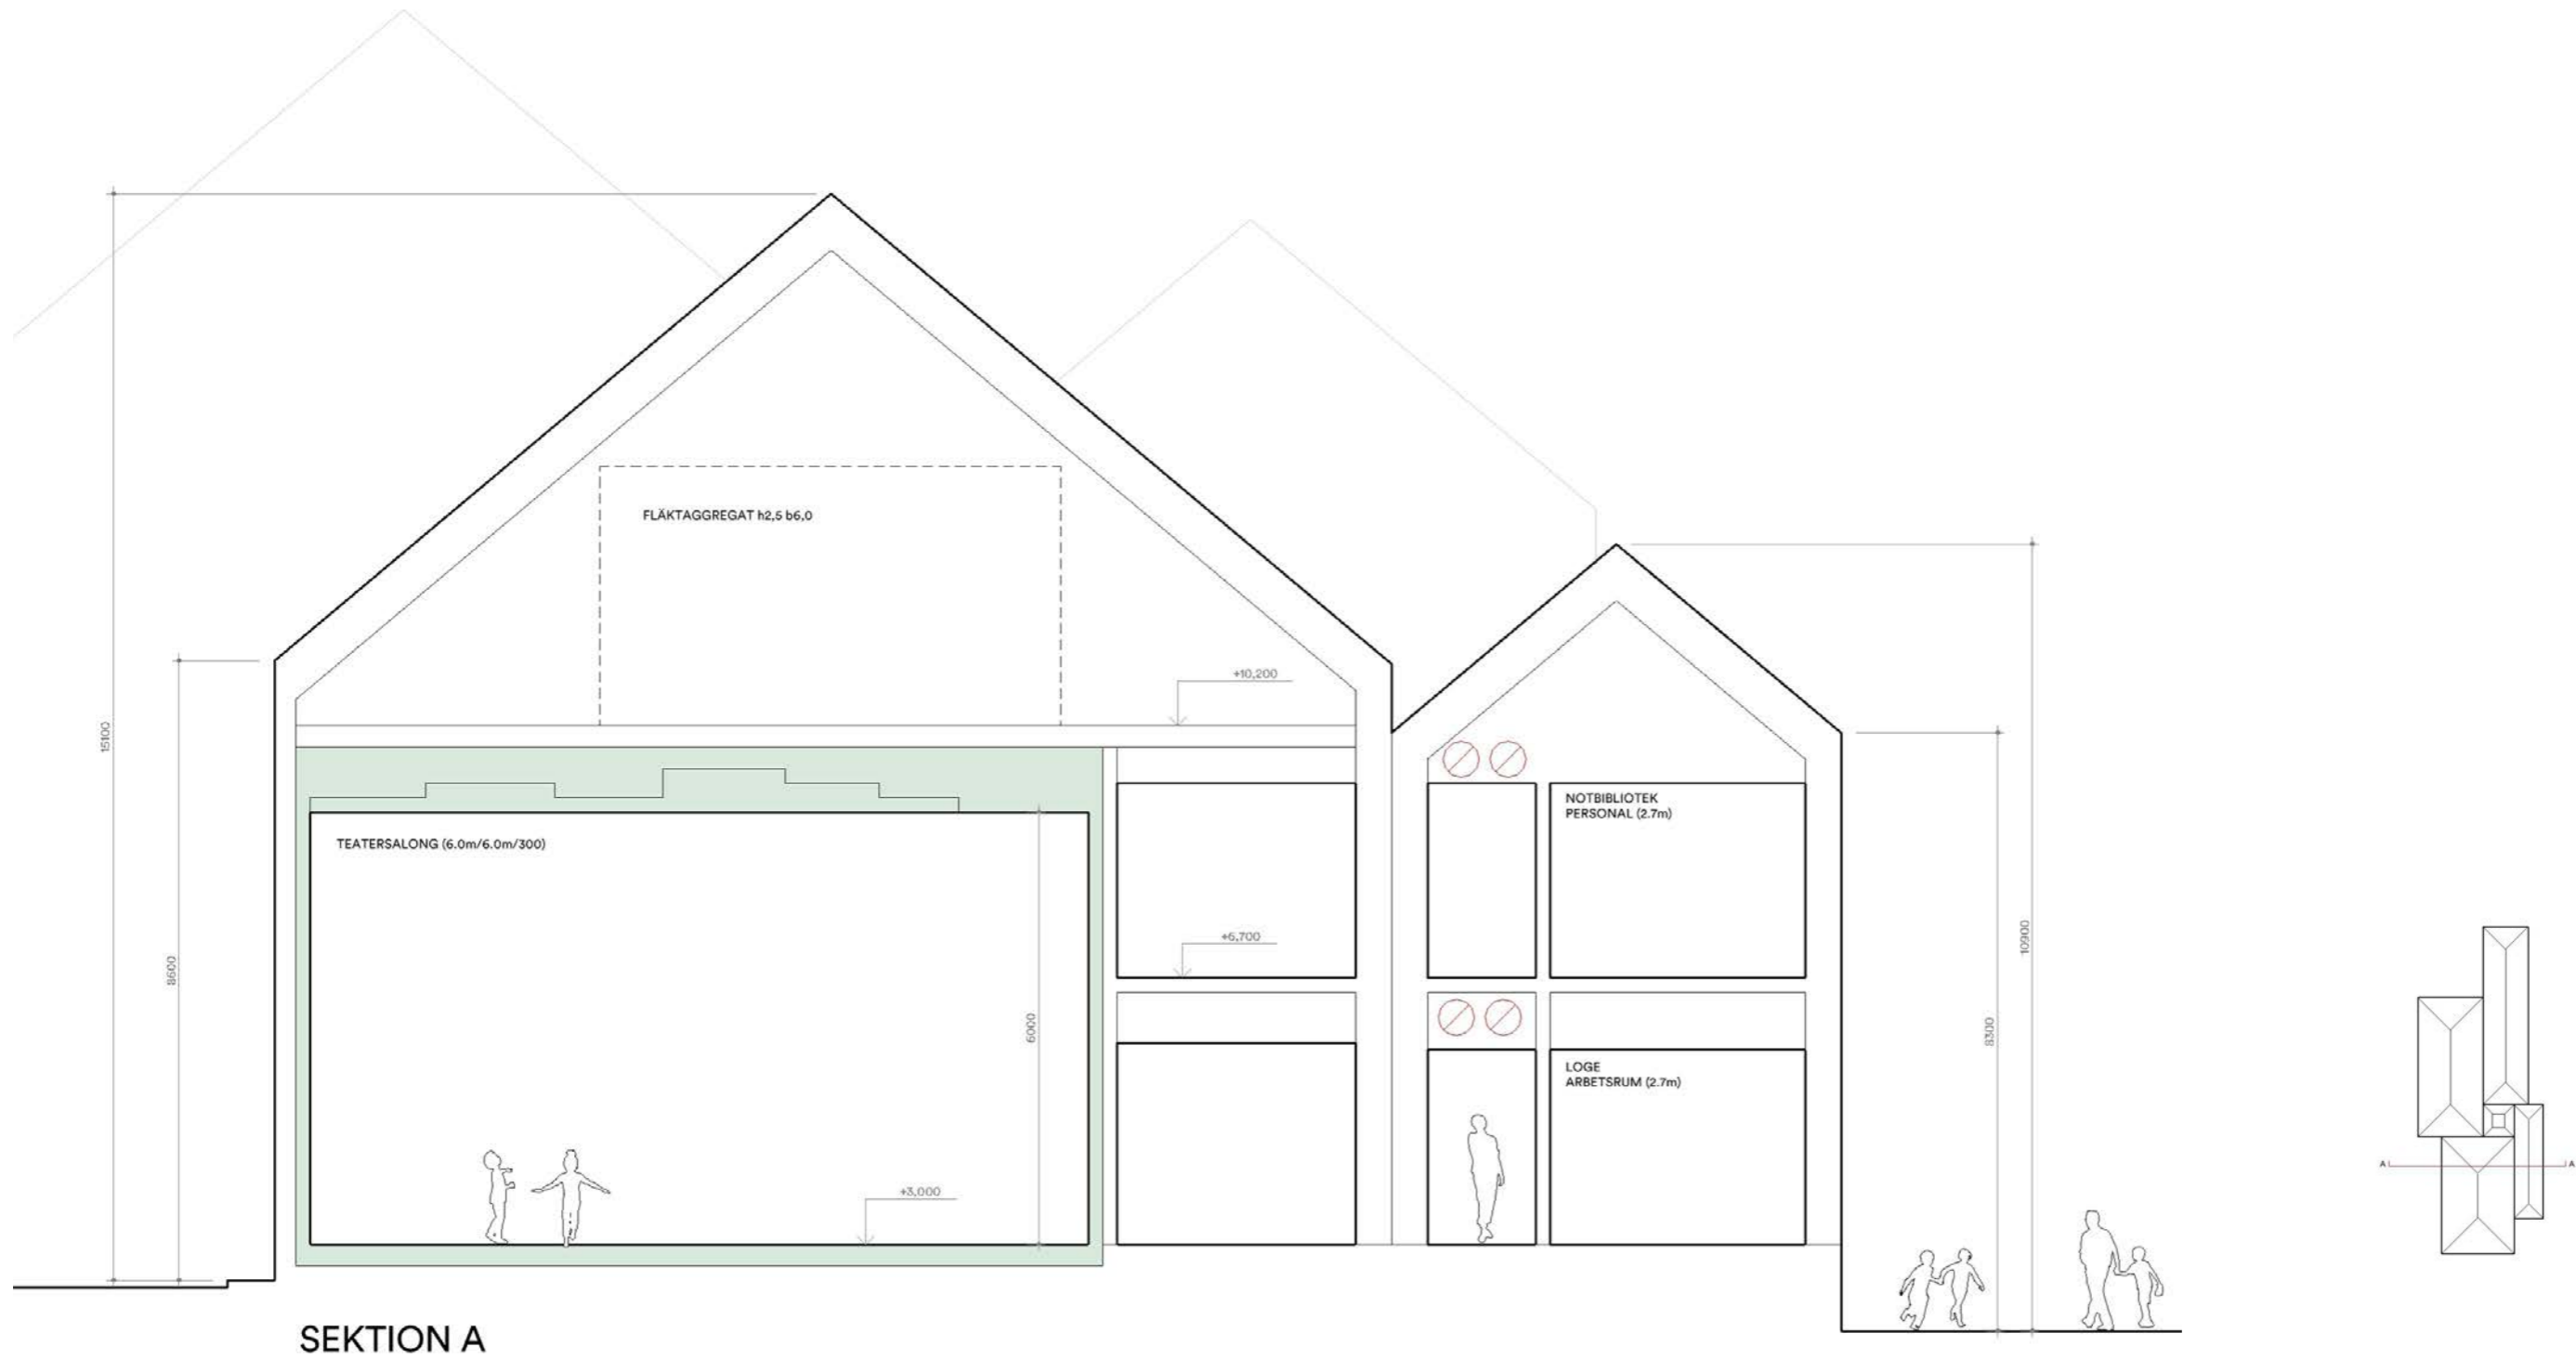 FLÄKTAGGREGAT h2,5 b6,0
+10,200
15100
TEATERSALONG (6.0m/6.0m/300)
NOTBIBLIOTEK
PERSONAL (2.7m)
+6,700
8600
6000
10900
8300
LOGE
ARBETSRUM (2.7m)
+3,000
A
A
SEKTION A